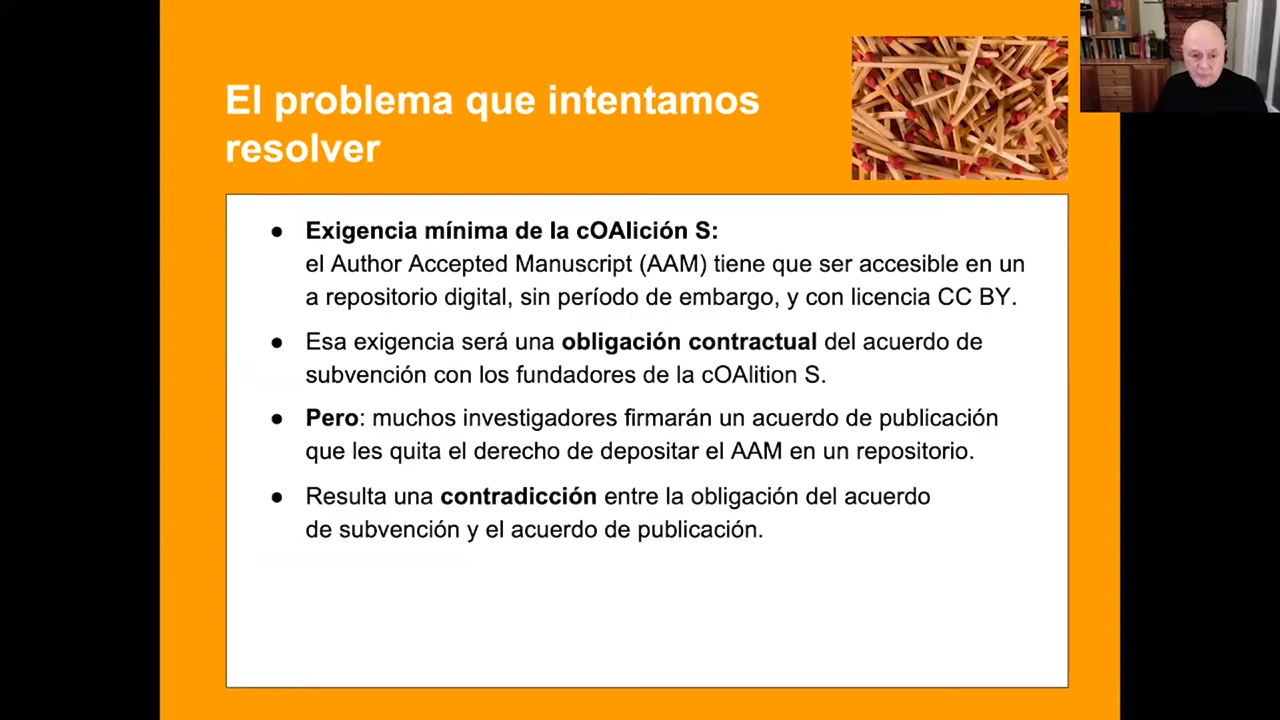 El problema que intentamos
resolver
● Exigencia mínima de la cOAlición S:
el Author Accepted Manuscript (AAM) tiene que ser accesible en un
a repositorio digital, sin período de embargo, y con licencia CC BY.
● Esa exigencia será una obligación contractual del acuerdo de
subvención con los fundadores de la cOAlition S.
● Pero: muchos investigadores firmarán un acuerdo de publicación
que les quita el derecho de depositar el AAM en un repositorio.
● Resulta una contradicción entre la obligación del acuerdo
de subvención y el acuerdo de publicación.